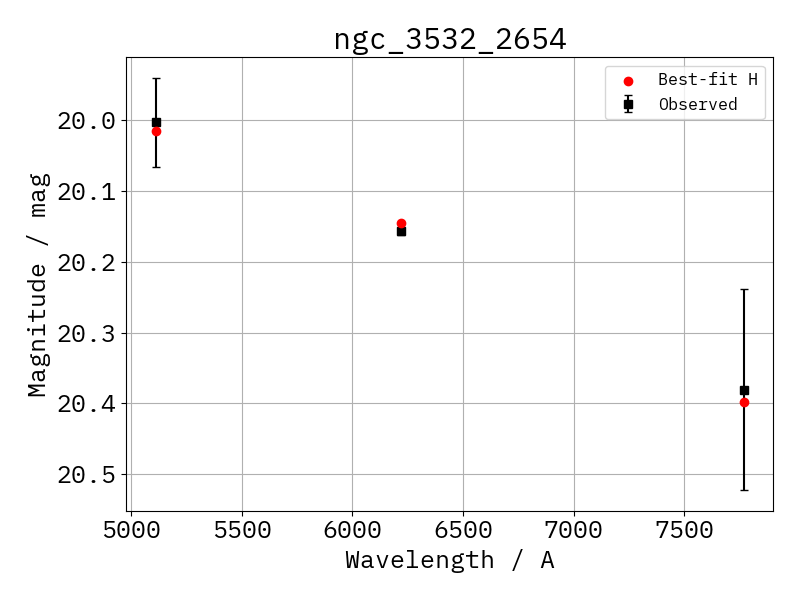 ngc_3532_2654
Best-fit H
Observed
20.0
20.1
20.2
20.3
20.4
20.5
Magnitude / mag
5000 5500 6000 6500 7000 7500
Wavelength / A